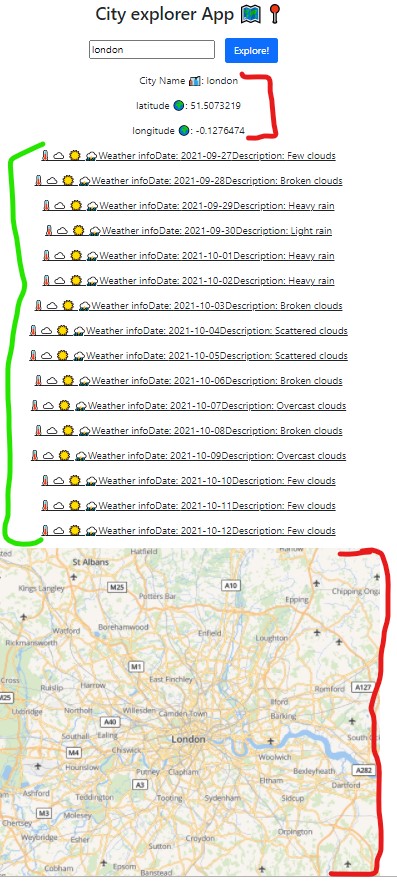 City explorer App
london
Explore!
City Name : london
latitude : 51.5073219
longitude : -0.1276474
Weather infoDate: 2021-09-27Description: Few clouds
Weather infoDate: 2021-09-28Description: Broken clouds
Weather infoDate: 2021-09-29Description: Heavy rain
Weather infoDate: 2021-09-30Description: Light rain
Weather infoDate: 2021-10-01Description: Heavy rain
Weather infoDate: 2021-10-02Description: Heavy rain
Weather infoDate: 2021-10-03Description: Broken clouds
Weather infoDate: 2021-10-04Description: Scattered clouds
Weather infoDate: 2021-10-05Description: Scattered clouds
Weather infoDate: 2021-10-06Description: Broken clouds
Weather infoDate: 2021-10-07Description: Overcast clouds
Weather infoDate: 2021-10-08Description: Broken clouds
Weather infoDate: 2021-10-09Description: Overcast clouds
Weather infoDate: 2021-10-10Description: Few clouds
Weather infoDate: 2021-10-11Description: Few clouds
Weather infoDate: 2021-10-12Description: Few clouds
Hatfield
Harlow
St Albans
Kings Langley
M25
A10
Chipping Onga
Potters Bar
Epping
Watford
Borehamwood
Enfield
Loughton
Rickmansworth
M1
Cross
Ruislip
Harrow
East Finchley
Romford
A127
M25
Ilford
Uxbridge
Northolt
Willesden
Camden Town
Barking
A40
Southall
Ealing
London
South
M4
Chiswick
Woolwich
Hounslow
Putney
Clapham
Bexleyheath
A282
Eltham
Dartford
Ashford
Teddington
A3
Tooting
Sydenham
Sidcup
M3
Molesey
Chertsey
Croydon
Orpington
Weybridge
Esher
Sutton
Cobham
Epsom
Banstead